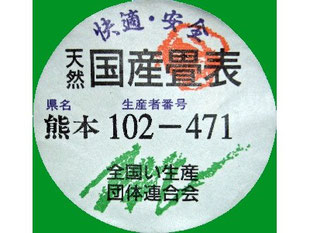 快適・安全
天然国産畳表
県名 生産者番号
熊本 102-471
全国い生産
団体連合会